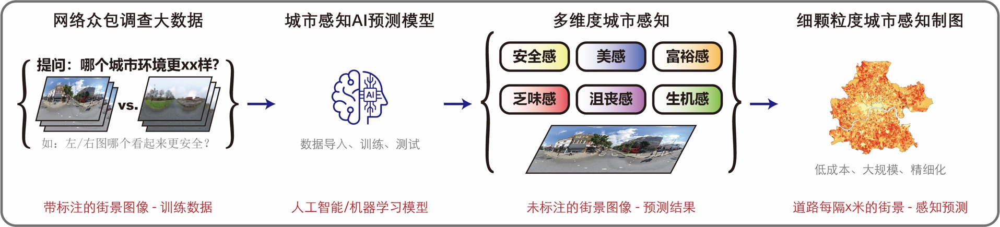 网络众包调查大数据
提问：哪个城市环境更xx样?
vs.
如：左/右图哪个看起来更安全？
带标注的街景图像 - 训练数据
城市感知AI预测模型
AI
数据导入、训练、测试
人工智能/机器学习模型
多维度城市感知
安全感
美感
富裕感
乏味感
沮丧感
生机感
未标注的街景图像 - 预测结果
细颗粒度城市感知制图
低成本、大规模、精细化
道路每隔x米的街景 - 感知预测